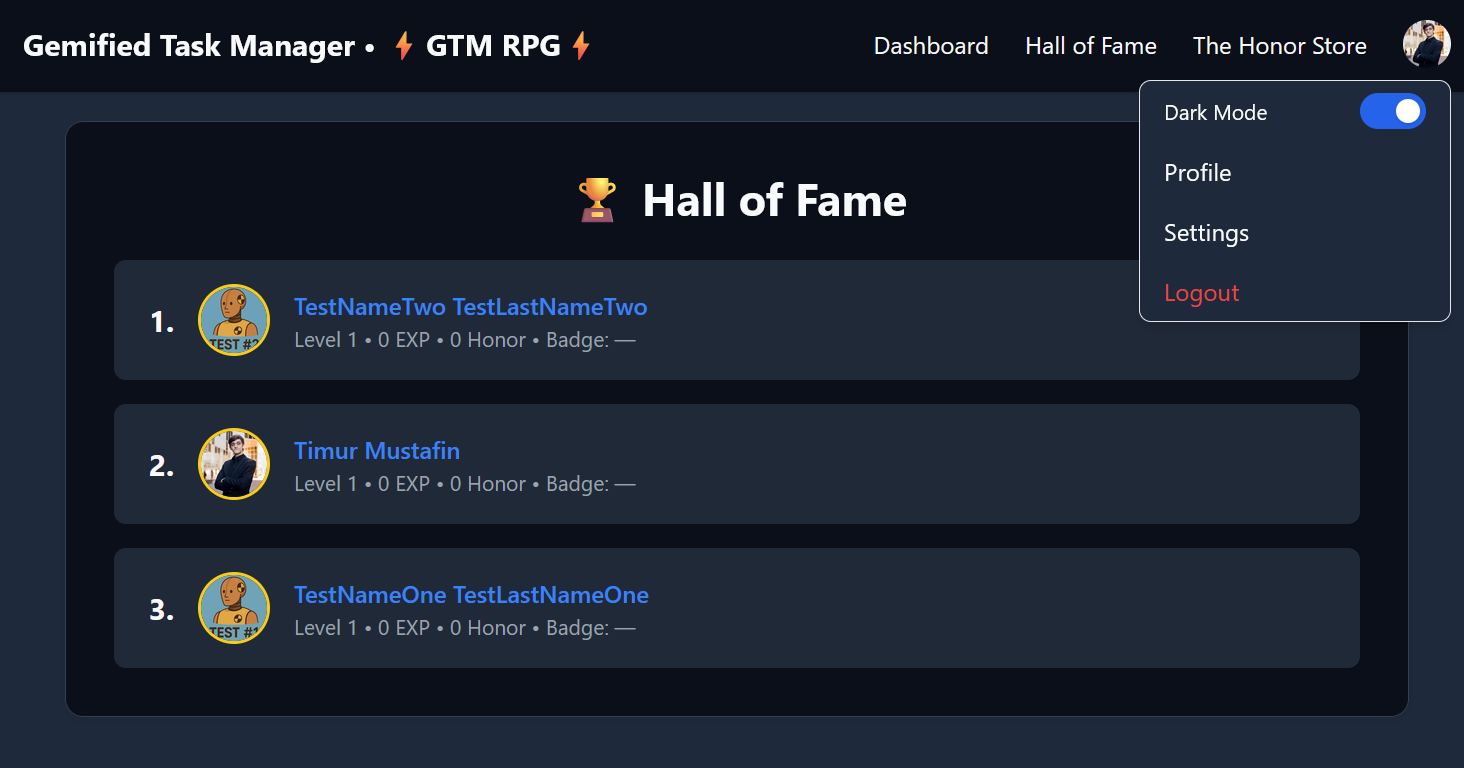 Gemified Task Manager • ⚡ GTM RPG ⚡
Dashboard
Hall of Fame
The Honor Store
Dark Mode
Profile
Settings
Logout
🏆 Hall of Fame
1.
TEST #2
TestNameTwo TestLastNameTwo
Level 1 • 0 EXP • 0 Honor • Badge: —
2.
Timur Mustafin
Level 1 • 0 EXP • 0 Honor • Badge: —
3.
TEST #1
TestNameOne TestLastNameOne
Level 1 • 0 EXP • 0 Honor • Badge: —